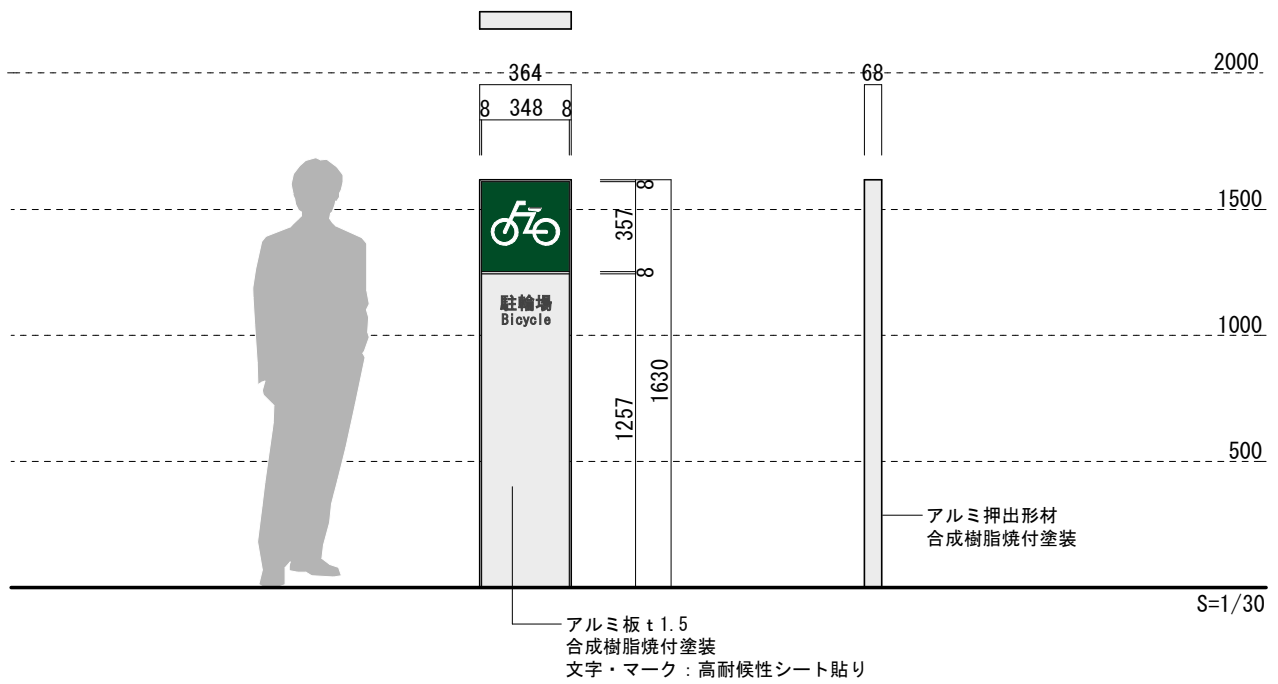 2000
364
68
8 348 8
8
1500
357
8
駐輪場
Bicycle
1000
1630
1257
500
アルミ押出形材
合成樹脂焼付塗装
S=1/30
アルミ板 t 1.5
合成樹脂焼付塗装
文字・マーク：高耐候性シート貼り